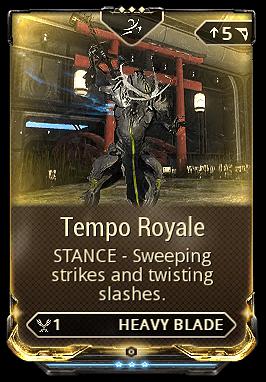 5
Tempo Royale
STANCE - Sweeping
strikes and twisting
slashes.
1 HEAVY BLADE